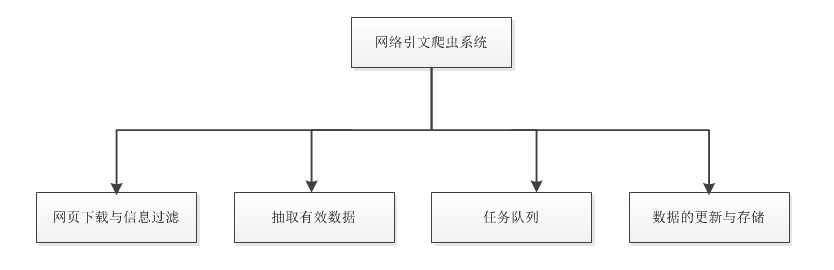 网络引文爬虫系统
网页下载与信息过滤
抽取有效数据
任务队列
数据的更新与存储